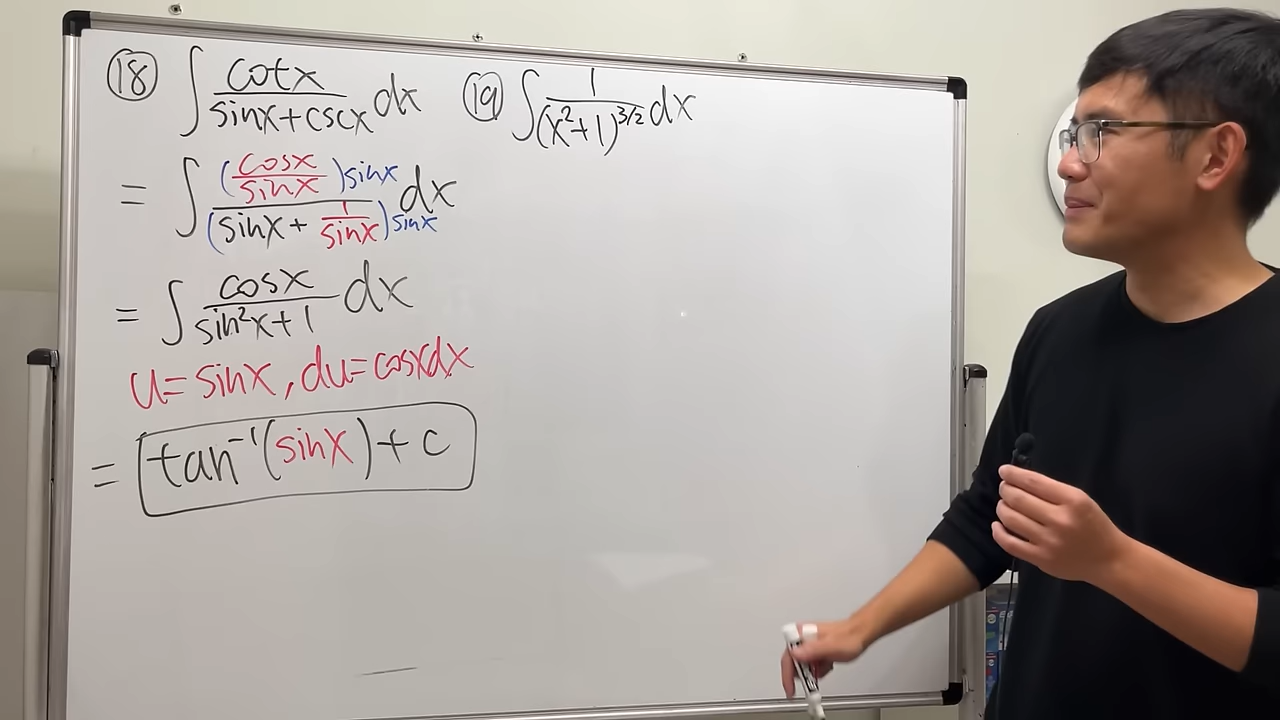 ⑱ ∫ cotx / (sinx+cscx) dx
= ∫ (cosx/sinx)sinx / (sinx + 1/sinx)sinx dx
= ∫ cosx / (sin²x+1) dx
u= sinx, du= cosxdx
= tan⁻¹(sinx)+c
⑲ ∫ 1 / (x²+1)^3/2 dx